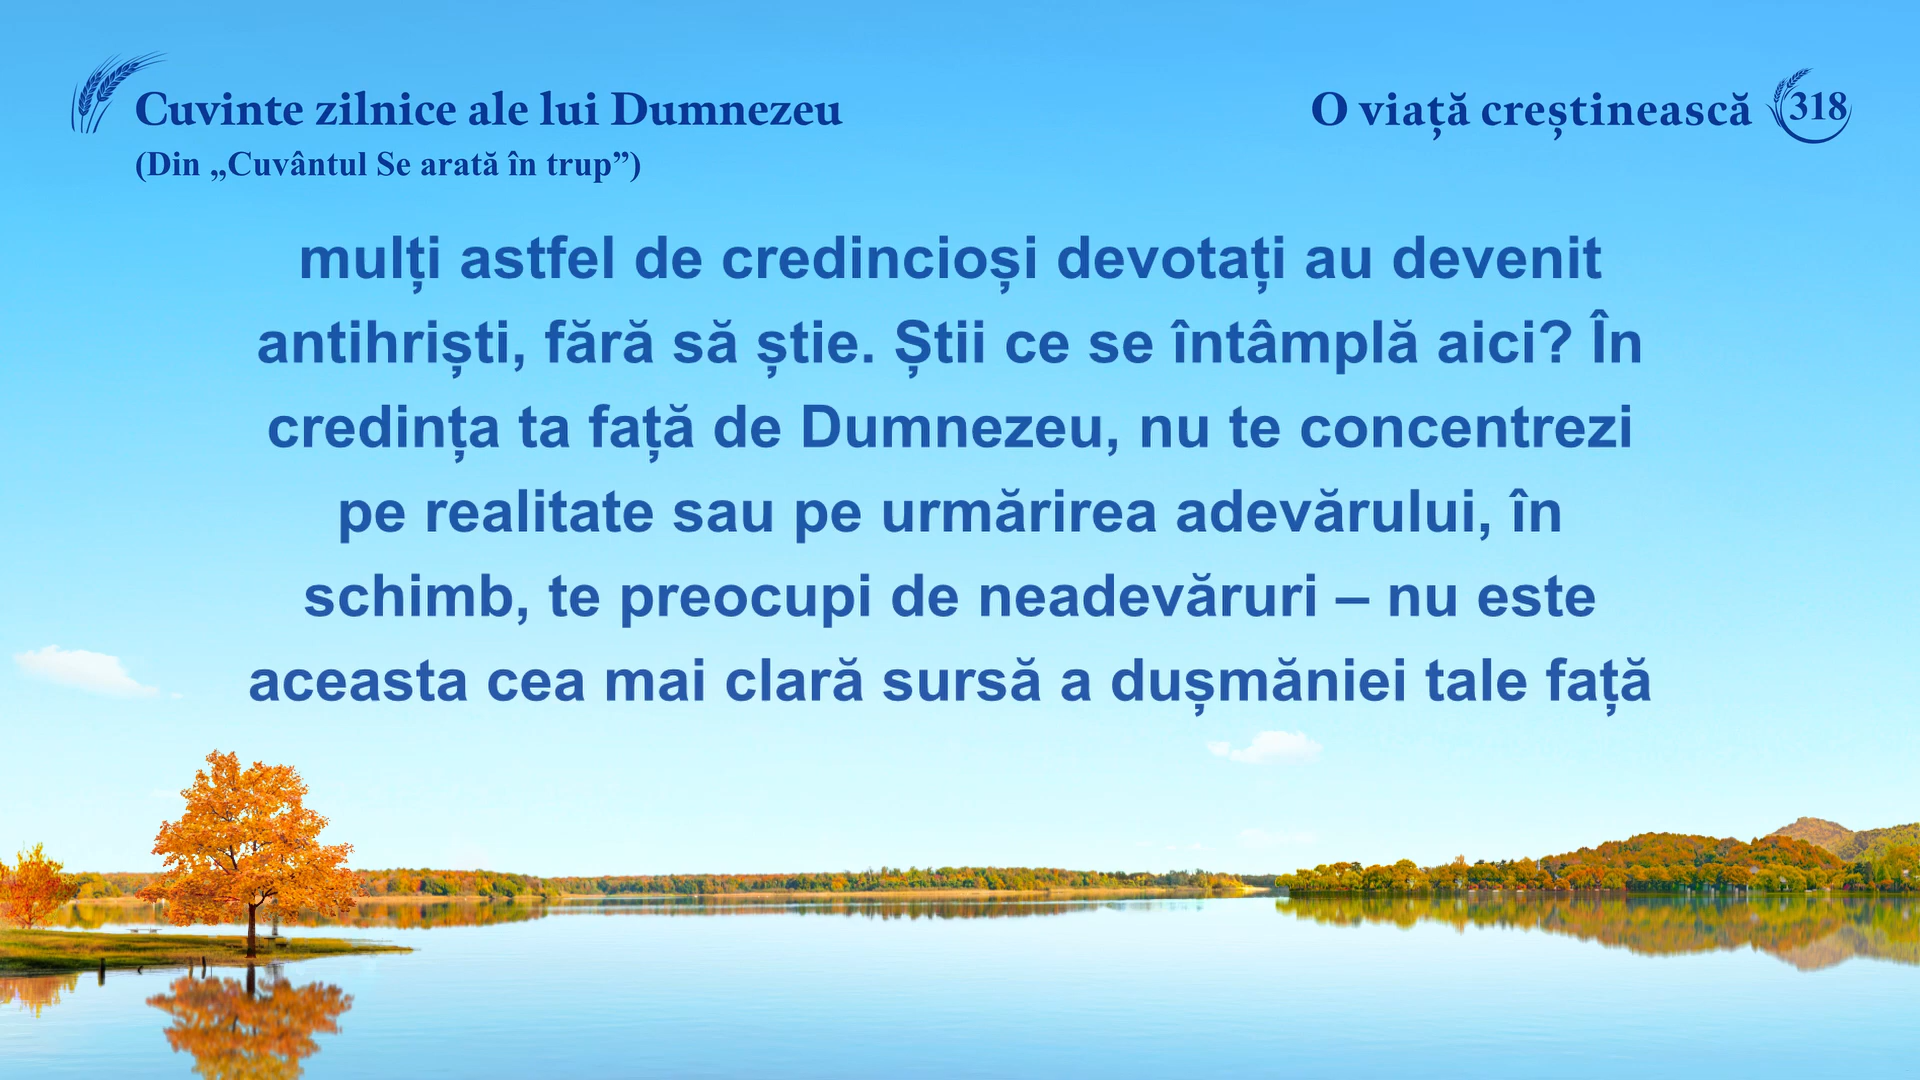 Cuvinte zilnice ale lui Dumnezeu
(Din „Cuvântul Se arată în trup”)
O viață creștinească 318
mulți astfel de credincioși devotați au devenit
antihriști, fără să știe. Știi ce se întâmplă aici? În
credința ta față de Dumnezeu, nu te concentrezi
pe realitate sau pe urmărirea adevărului, în
schimb, te preocupi de neadevăruri – nu este
aceasta cea mai clară sursă a dușmăniei tale față